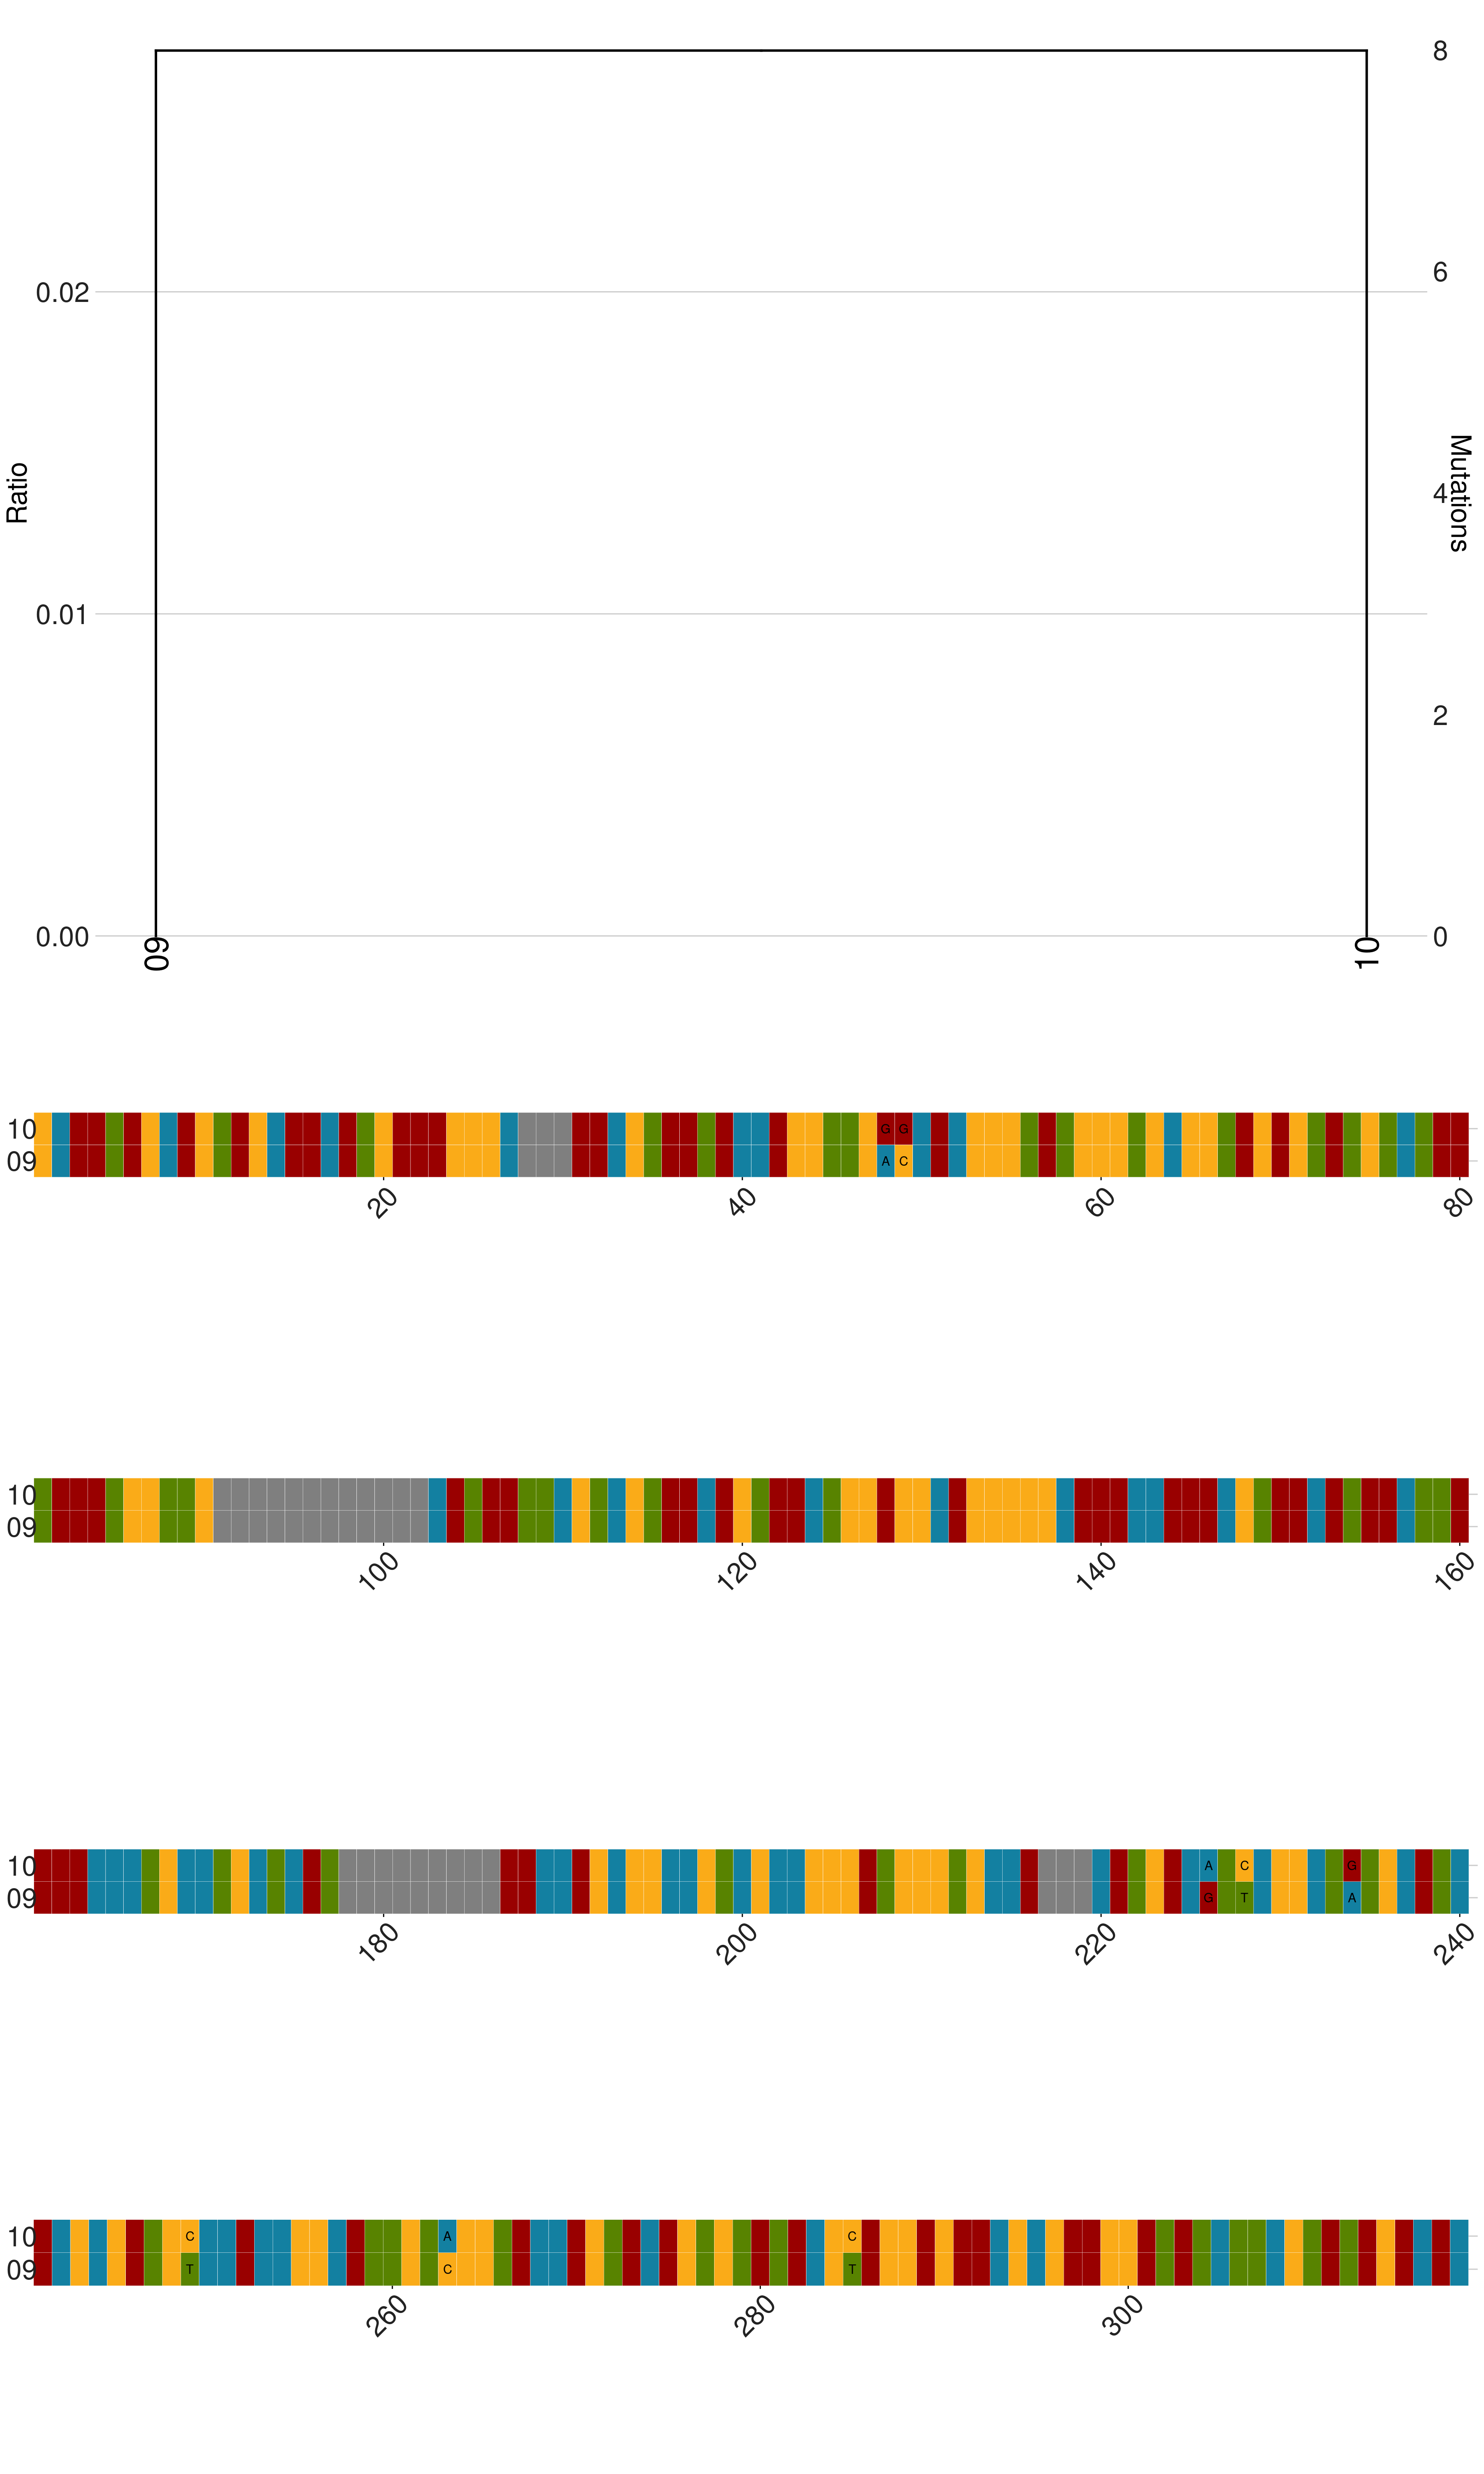 8
0.02
6
Ratio
Mutations
4
0.01
2
0.00
0
09
10
10 G G
09 A C
20 40 60 80
10
09
100 120 140 160
10 A C G
09 G T A
180 200 220 240
10 C A C
09 T C T
260 280 300